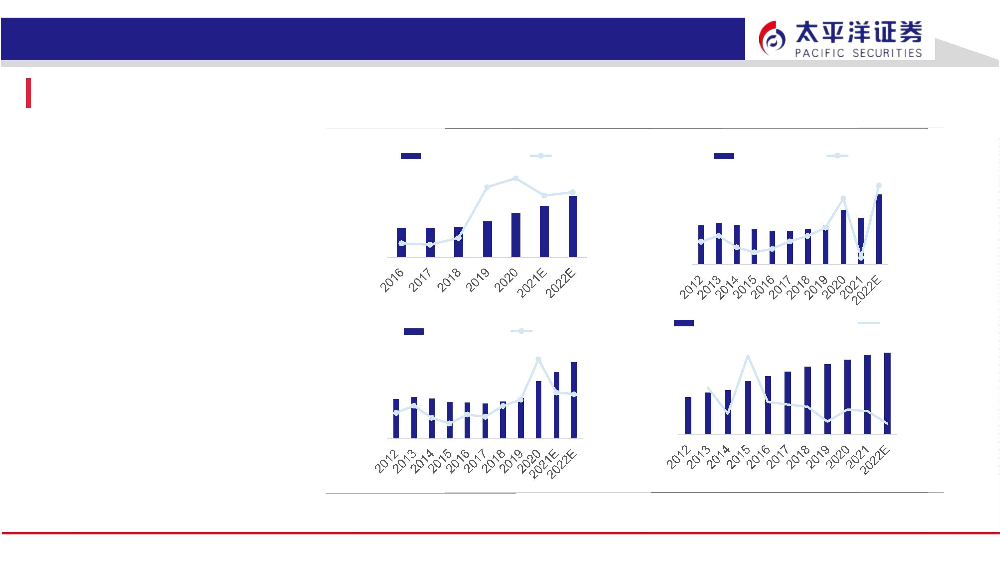 太平洋证券
PACIFIC SECURITIES
2016 2017 2018 2019 2020 2021E 2022E
2012 2013 2014 2015 2016 2017 2018 2019 2020 2021 2022E
2012 2013 2014 2015 2016 2017 2018 2019 2020 2021E 2022E
2012 2013 2014 2015 2016 2017 2018 2019 2020 2021 2022E